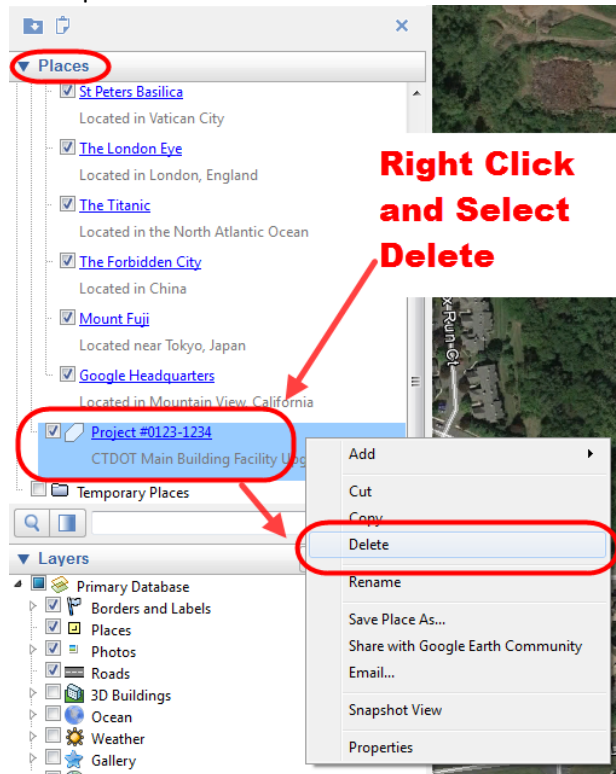 Places
St Peters Basilica
Located in Vatican City
The London Eye
Located in London, England
The Titanic
Located in the North Atlantic Ocean
The Forbidden City
Located in China
Mount Fuji
Located near Tokyo, Japan
Google Headquarters
Located in Mountain View, California
Project #0123-1234
CTDOT Main Building Facility
Temporary Places
Right Click
and Select
Delete
Add
Cut
Copy
Delete
Rename
Save Place As...
Share with Google Earth Community
Email...
Snapshot View
Properties
Layers
Primary Database
Borders and Labels
Places
Photos
Roads
3D Buildings
Ocean
Weather
Gallery